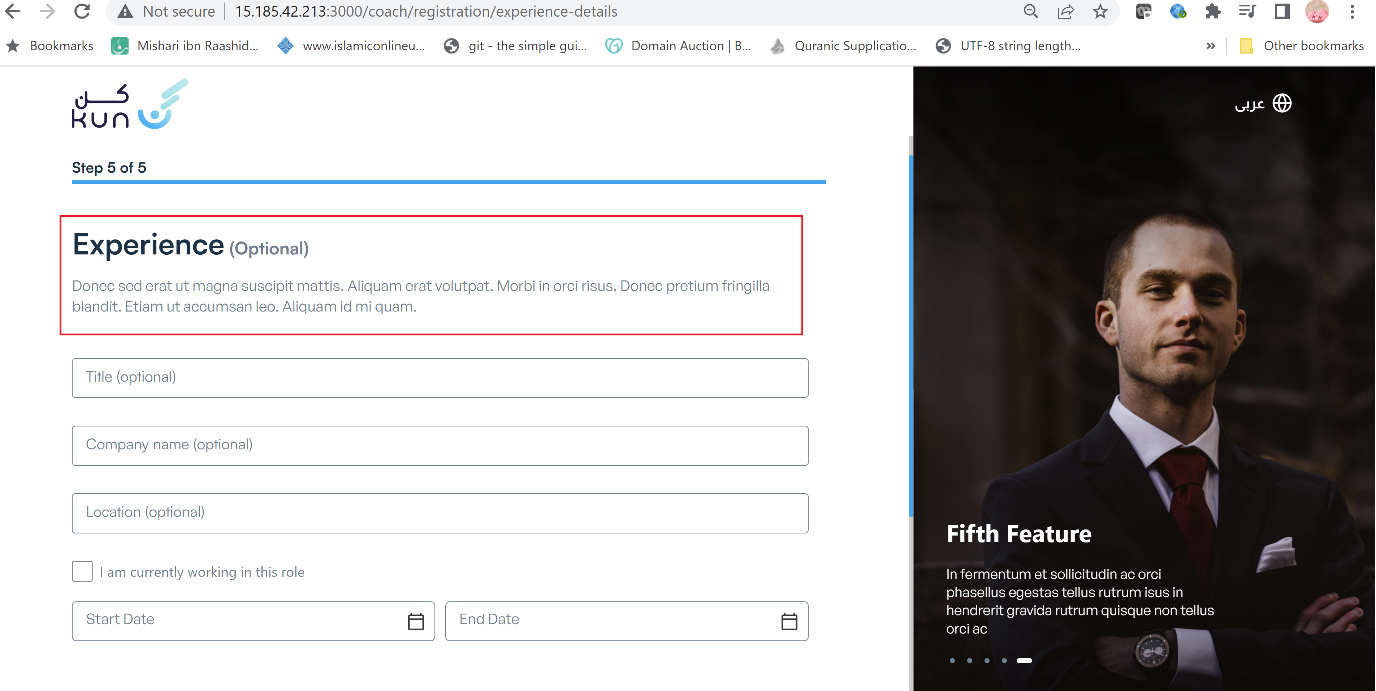 Not secure | 15.185.42.213:3000/coach/registration/experience-details
Bookmarks
Mishari ibn Raashid...
www.islamiconlineu...
git - the simple gui...
Domain Auction | B...
Quranic Supplicatio...
UTF-8 string length...
»
Other bookmarks
كن
kun
عربى
Step 5 of 5
Experience (Optional)
Donec sed erat ut magna suscipit mattis. Aliquam erat volutpat. Morbi in orci risus. Donec pretium fringilla
blandit. Etiam ut accumsan leo. Aliquam id mi quam.
Title (optional)
Company name (optional)
Location (optional)
I am currently working in this role
Start Date
End Date
Fifth Feature
In fermentum et sollicitudin ac orci
phasellus egestas tellus rutrum isus in
hendrerit gravida rutrum quisque non tellus
orci ac